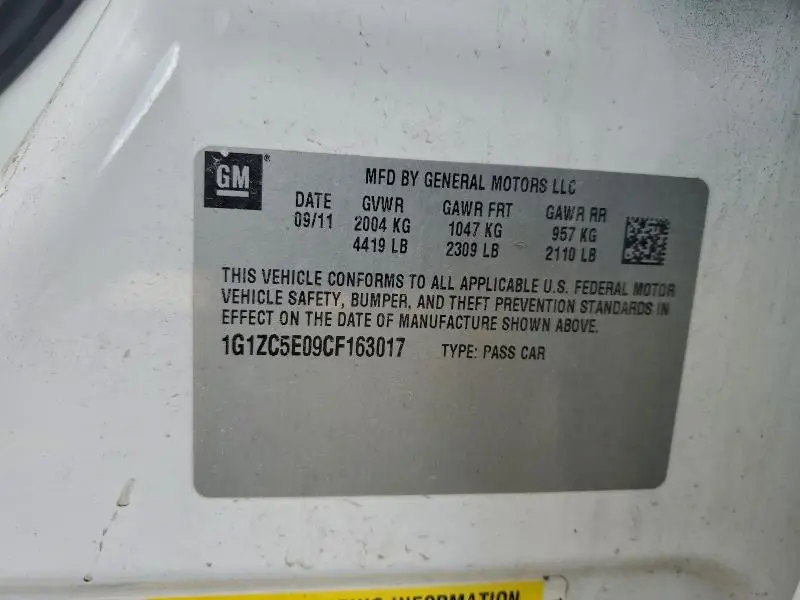 GM®
MFD BY GENERAL MOTORS LLC
DATE GVWR GAWR FRT GAWR RR
09/11 2004 KG 1047 KG 957 KG
4419 LB 2309 LB 2110 LB
THIS VEHICLE CONFORMS TO ALL APPLICABLE U.S. FEDERAL MOTOR
VEHICLE SAFETY, BUMPER, AND THEFT PREVENTION STANDARDS IN
EFFECT ON THE DATE OF MANUFACTURE SHOWN ABOVE.
1G1ZC5E09CF163017 TYPE: PASS CAR
INFORMATION